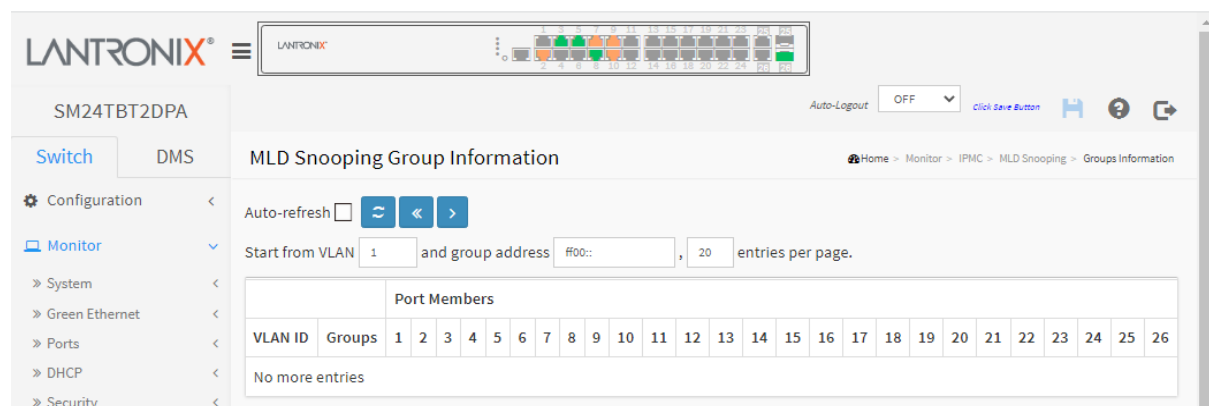 LANTRONIX®
LANTRONIX
1 3 5 7 9 11 13 15 17 19 21 23
2 4 6 8 10 12 14 16 18 20 22 24
SM24TBT2DPA
Auto-Logout OFF Click Save Button
Switch DMS
MLD Snooping Group Information
Home > Monitor > IPMC > MLD Snooping > Groups Information
Configuration
Auto-refresh
Monitor
Start from VLAN 1 and group address ff00:: , 20 entries per page.
» System
» Green Ethernet
» Ports
» DHCP
» Security
Port Members
VLAN ID Groups 1 2 3 4 5 6 7 8 9 10 11 12 13 14 15 16 17 18 19 20 21 22 23 24 25 26
No more entries